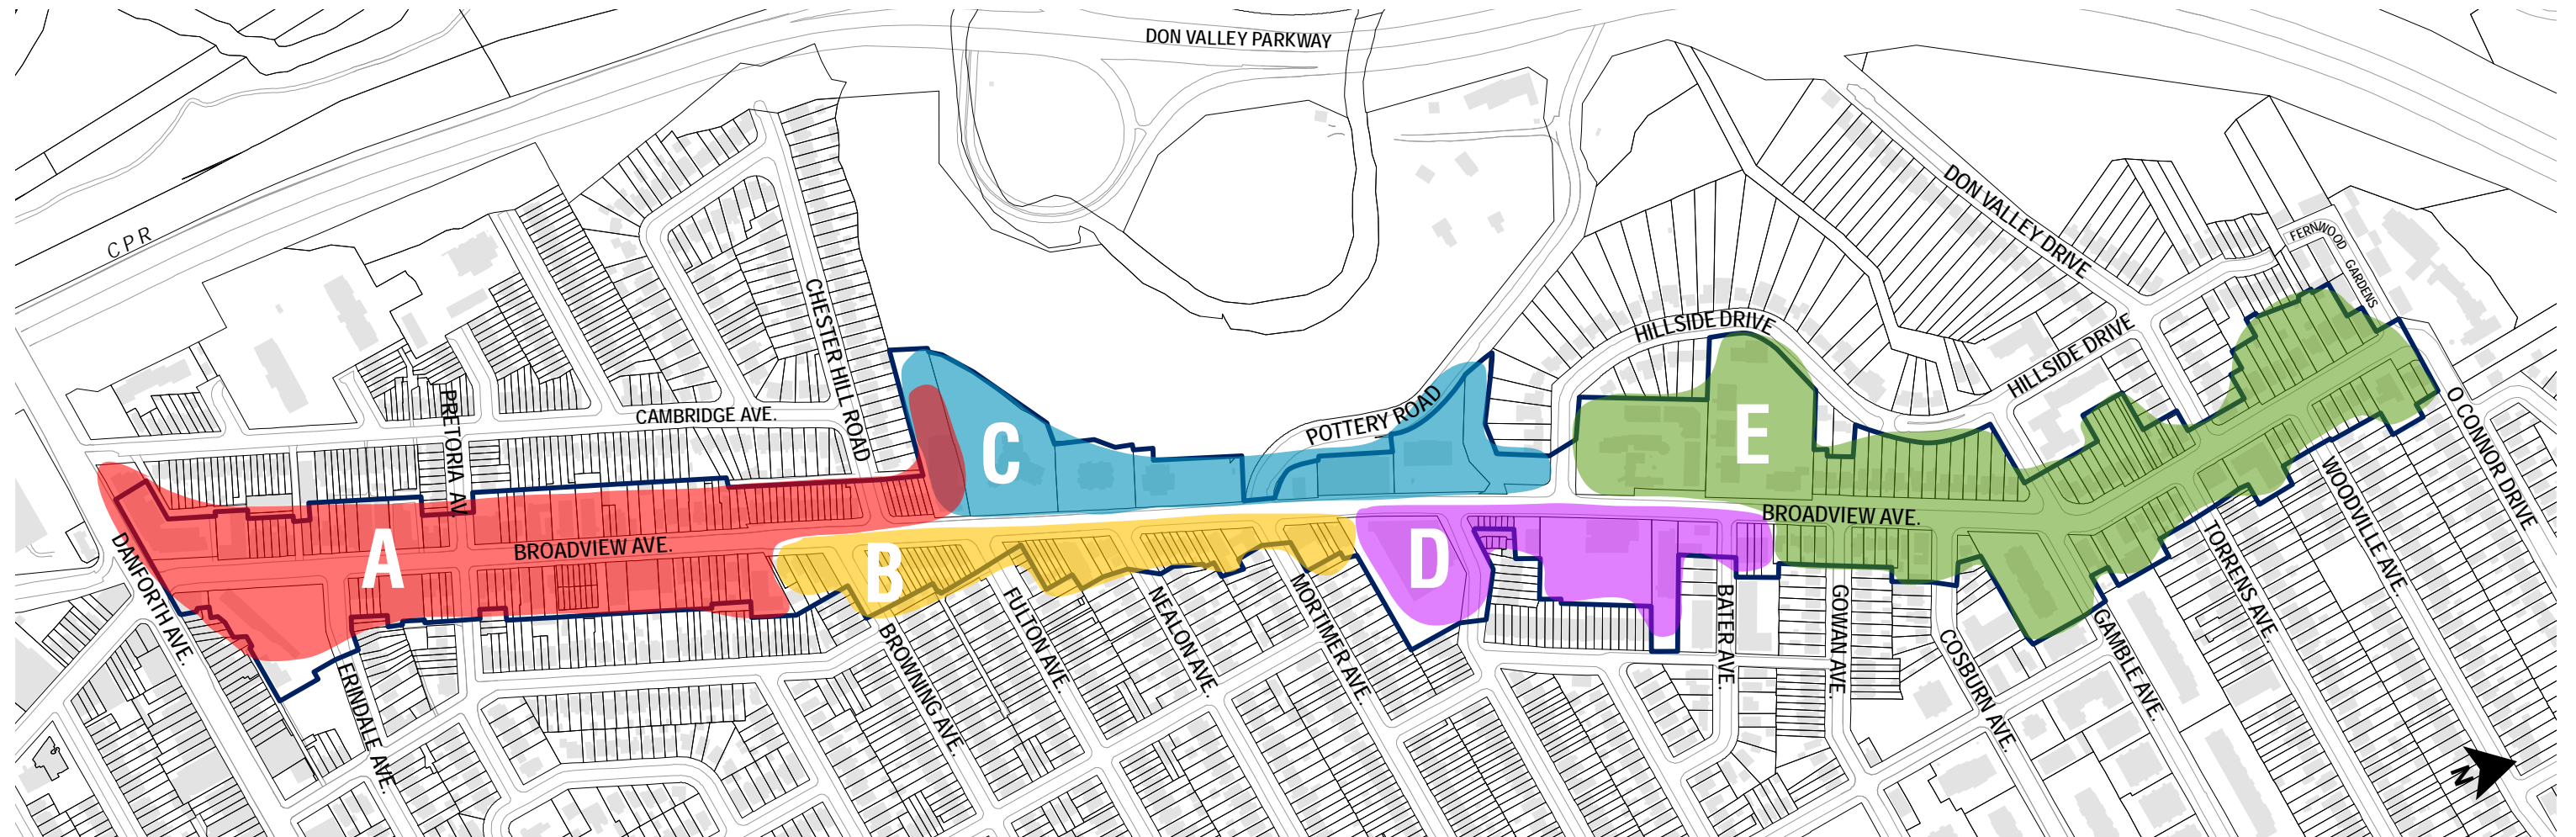 DON VALLEY PARKWAY
CPR
CHESTER HILL ROAD
DON VALLEY DRIVE
FERNWOOD
GARDENS
HILLSIDE DRIVE
HILLSIDE DRIVE
PRETORIA AV.
CAMBRIDGE AVE.
POTTERY ROAD
O CONNOR DRIVE
C
E
BROADVIEW AVE.
BROADVIEW AVE.
A
B
D
DANFORTH AVE.
ERINDALE AVE.
BROWNING AVE.
FULTON AVE.
NEALON AVE.
MORTIMER AVE.
BATER AVE.
GOWAN AVE.
COSBURN AVE.
GAMBLE AVE.
TORRENS AVE.
WOODVILLE AVE.
N